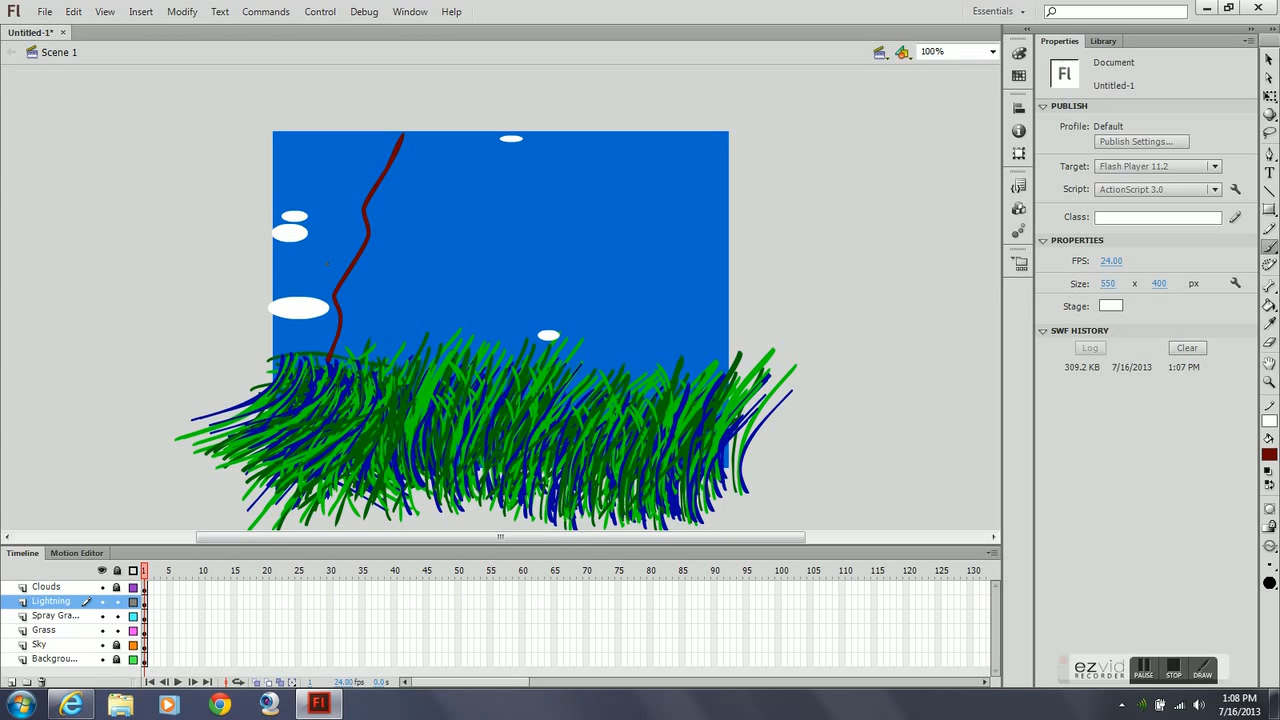 Fl File Edit View Insert Modify Text Commands Control Debug Window Help Essentials
Untitled-1* x
Scene 1 100%
Properties Library
Fl Document
Untitled-1
PUBLISH
Profile: Default
Publish Settings...
Target: Flash Player 11.2
Script: ActionScript 3.0
Class:
PROPERTIES
FPS: 24.00
Size: 550 x 400 px
Stage:
SWF HISTORY
Log Clear
309.2 KB 7/16/2013 1:07 PM
Timeline Motion Editor
1 5 10 15 20 25 30 35 40 45 50 55 60 65 70 75 80 85 90 95 100 105 110 115 120 125 130
Clouds
Lightning
Spray Gra...
Grass
Sky
Backgrou...
1 24.00 fps 0.0 s
ezvid RECORDER PAUSE STOP DRAW
Fl
1:08 PM
7/16/2013